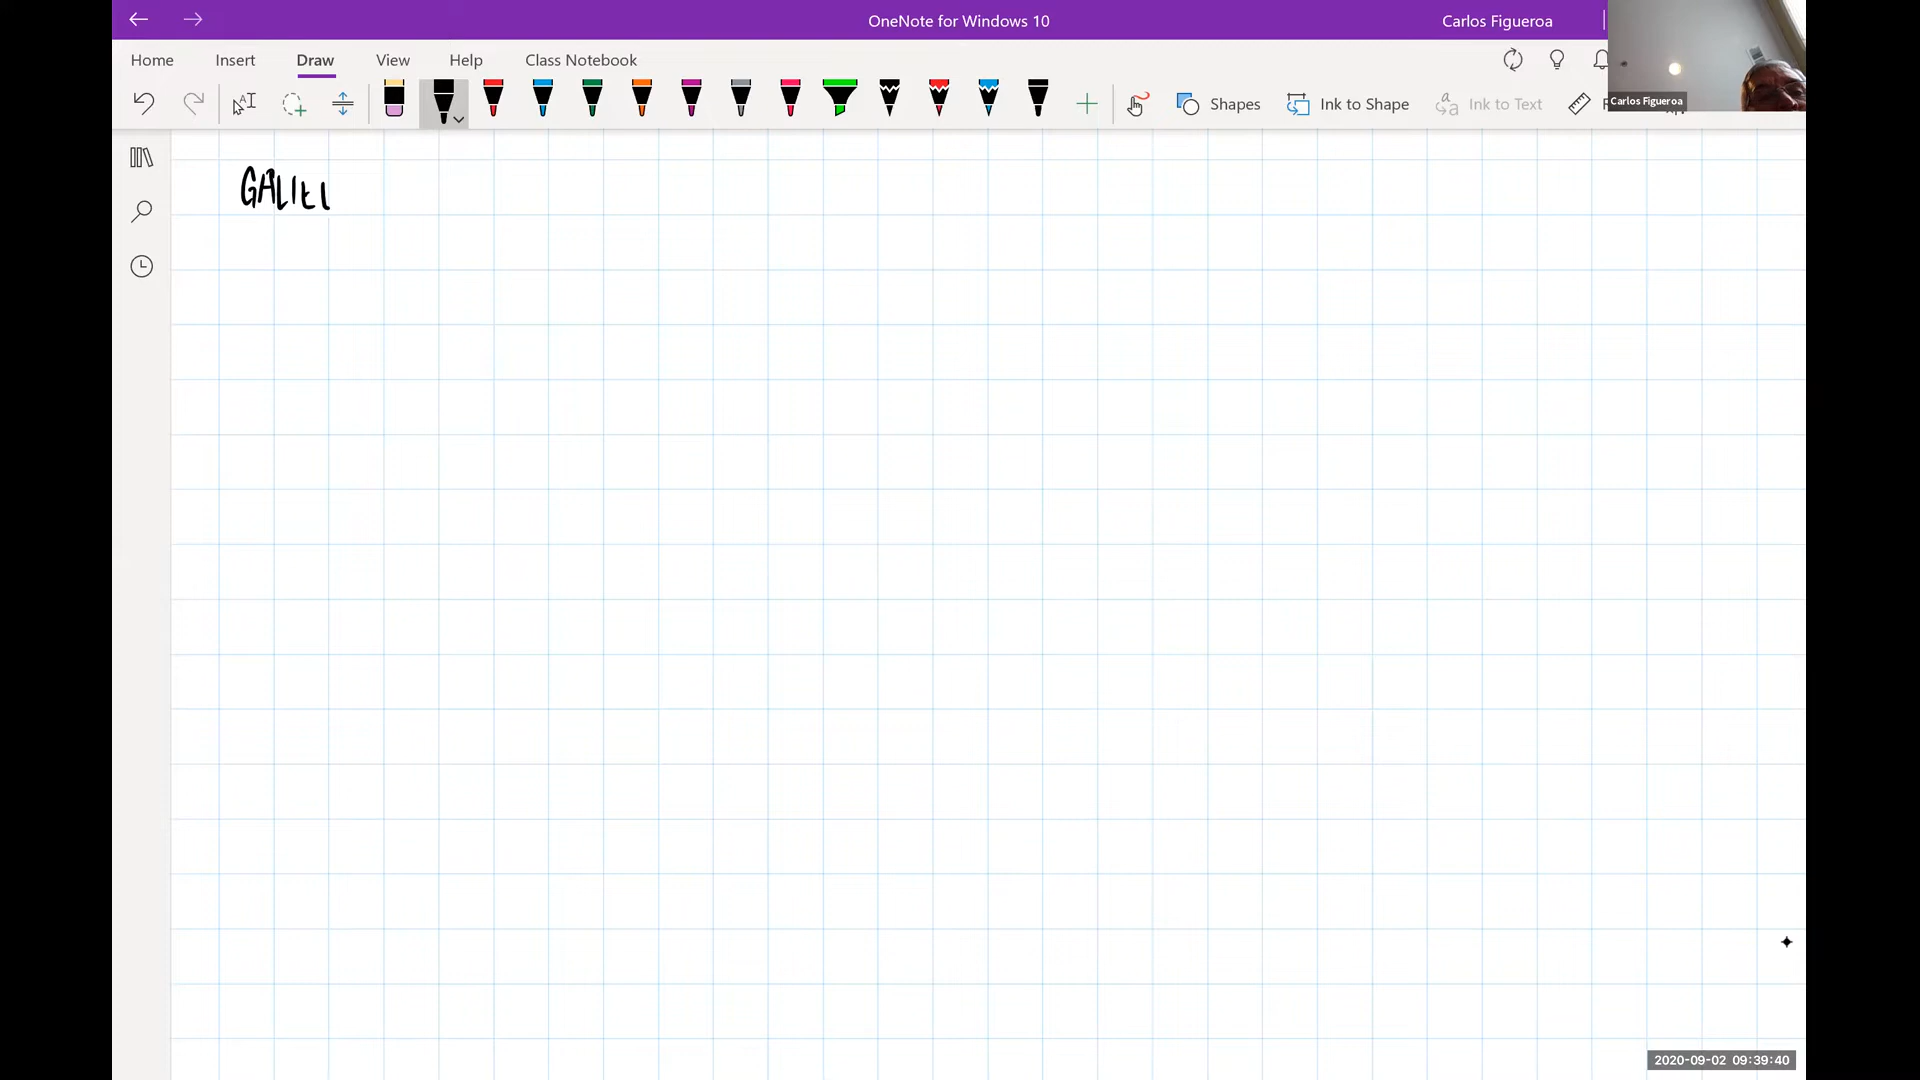 OneNote for Windows 10
Carlos Figueroa
Home Insert Draw View Help Class Notebook
Shapes Ink to Shape Ink to Text
Carlos Figueroa
GALIEL
2020-09-02 09:39:40